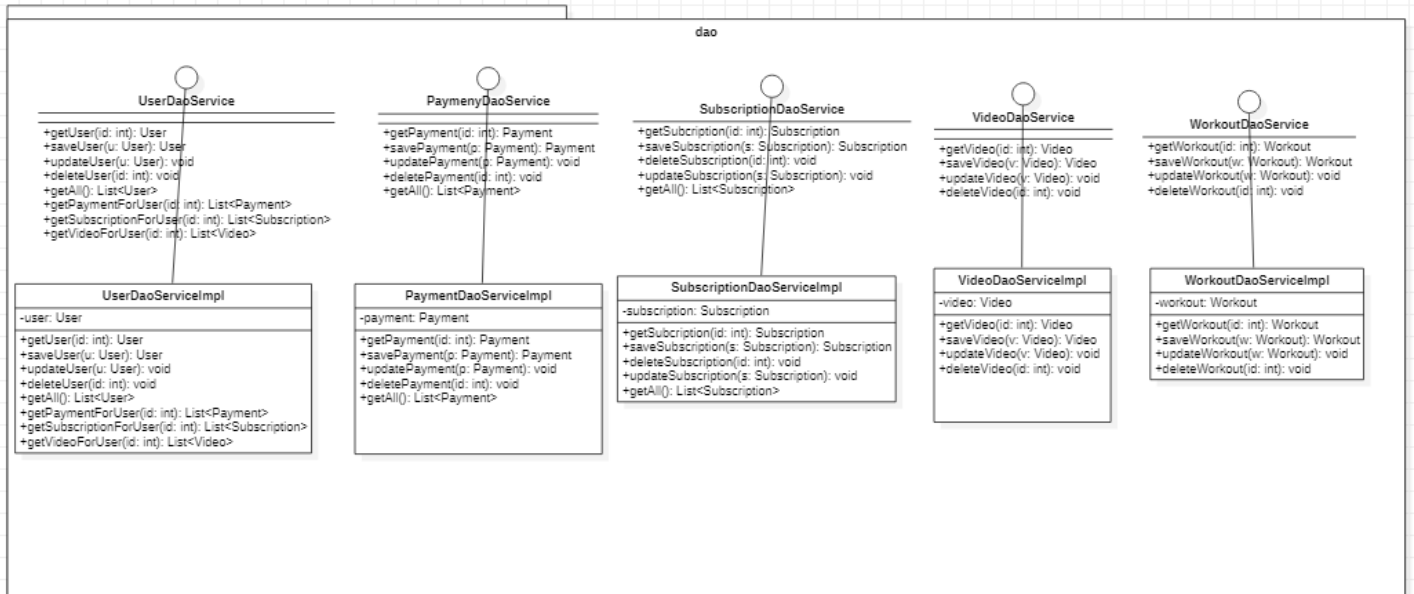 dao
UserDaoService
+getUser(id: int): User
+saveUser(u: User): User
+updateUser(u: User): void
+deleteUser(id: int): void
+getAll(): List<User>
+getPaymentForUser(id: int): List<Payment>
+getSubscriptionForUser(id: int): List<Subscription>
+getVideoForUser(id: int): List<Video>
PaymenyDaoService
+getPayment(id: int): Payment
+savePayment(p: Payment): Payment
+updatePayment(p: Payment): void
+deletePayment(id: int): void
+getAll(): List<Payment>
SubscriptionDaoService
+getSubcription(id: int): Subscription
+saveSubscription(s: Subscription): Subscription
+deleteSubscription(id: int): void
+updateSubscription(s: Subscription): void
+getAll(): List<Subscription>
VideoDaoService
+getVideo(id: int): Video
+saveVideo(v: Video): Video
+updateVideo(v: Video): void
+deleteVideo(id: int): void
WorkoutDaoService
+getWorkout(id: int): Workout
+saveWorkout(w: Workout): Workout
+updateWorkout(w: Workout): void
+deleteWorkout(id: int): void
UserDaoServiceImpl
-user: User
+getUser(id: int): User
+saveUser(u: User): User
+updateUser(u: User): void
+deleteUser(id: int): void
+getAll(): List<User>
+getPaymentForUser(id: int): List<Payment>
+getSubscriptionForUser(id: int): List<Subscription>
+getVideoForUser(id: int): List<Video>
PaymentDaoServiceImpl
-payment: Payment
+getPayment(id: int): Payment
+savePayment(p: Payment): Payment
+updatePayment(p: Payment): void
+deletePayment(id: int): void
+getAll(): List<Payment>
SubscriptionDaoServiceImpl
-subscription: Subscription
+getSubcription(id: int): Subscription
+saveSubscription(s: Subscription): Subscription
+deleteSubscription(id: int): void
+updateSubscription(s: Subscription): void
+getAll(): List<Subscription>
VideoDaoServiceImpl
-video: Video
+getVideo(id: int): Video
+saveVideo(v: Video): Video
+updateVideo(v: Video): void
+deleteVideo(id: int): void
WorkoutDaoServiceImpl
-workout: Workout
+getWorkout(id: int): Workout
+saveWorkout(w: Workout): Workout
+updateWorkout(w: Workout): void
+deleteWorkout(id: int): void